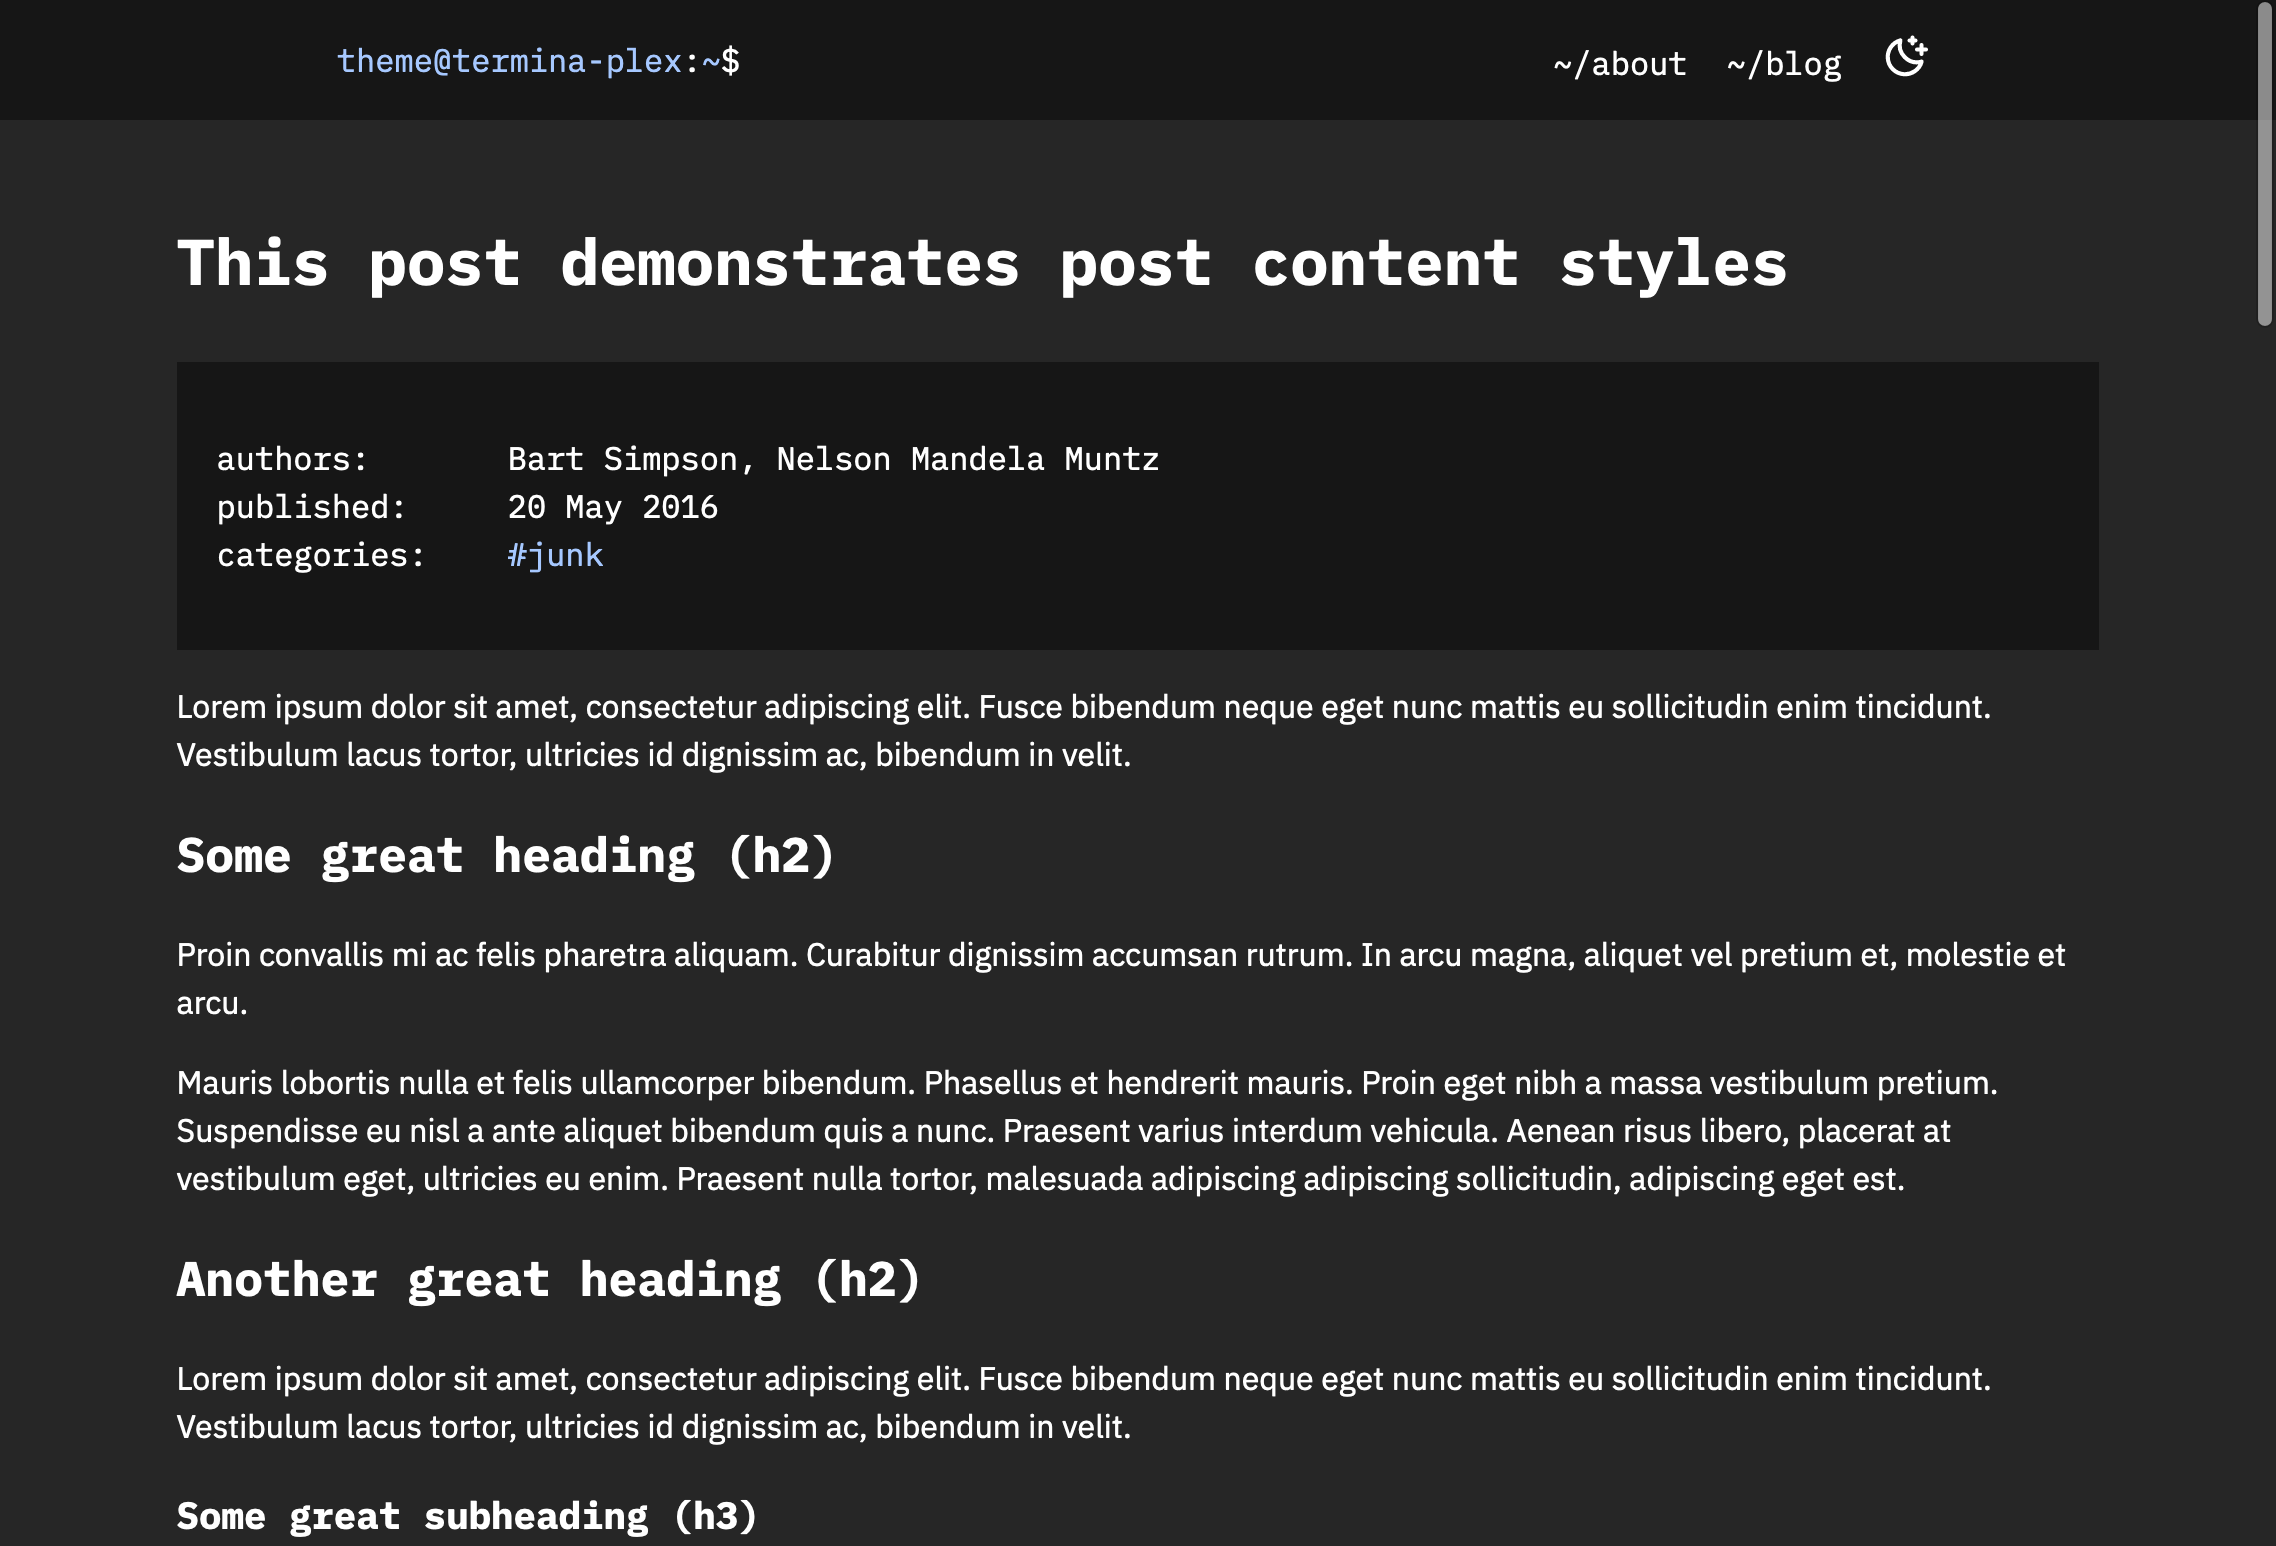 theme@termina-plex:~$ ~/about ~/blog
This post demonstrates post content styles
authors: Bart Simpson, Nelson Mandela Muntz
published: 20 May 2016
categories: #junk
Lorem ipsum dolor sit amet, consectetur adipiscing elit. Fusce bibendum neque eget nunc mattis eu sollicitudin enim tincidunt.
Vestibulum lacus tortor, ultricies id dignissim ac, bibendum in velit.
Some great heading (h2)
Proin convallis mi ac felis pharetra aliquam. Curabitur dignissim accumsan rutrum. In arcu magna, aliquet vel pretium et, molestie et
arcu.
Mauris lobortis nulla et felis ullamcorper bibendum. Phasellus et hendrerit mauris. Proin eget nibh a massa vestibulum pretium.
Suspendisse eu nisl a ante aliquet bibendum quis a nunc. Praesent varius interdum vehicula. Aenean risus libero, placerat at
vestibulum eget, ultricies eu enim. Praesent nulla tortor, malesuada adipiscing adipiscing sollicitudin, adipiscing eget est.
Another great heading (h2)
Lorem ipsum dolor sit amet, consectetur adipiscing elit. Fusce bibendum neque eget nunc mattis eu sollicitudin enim tincidunt.
Vestibulum lacus tortor, ultricies id dignissim ac, bibendum in velit.
Some great subheading (h3)